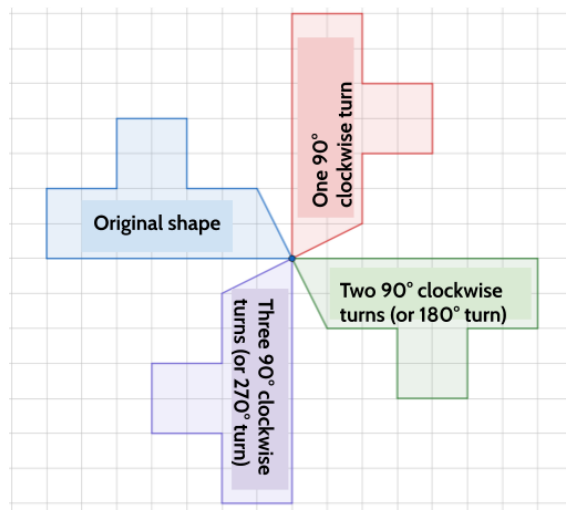 One 90°
clockwise turn
Original shape
Two 90° clockwise
turns (or 180° turn)
Three 90° clockwise
turns (or 270° turn)